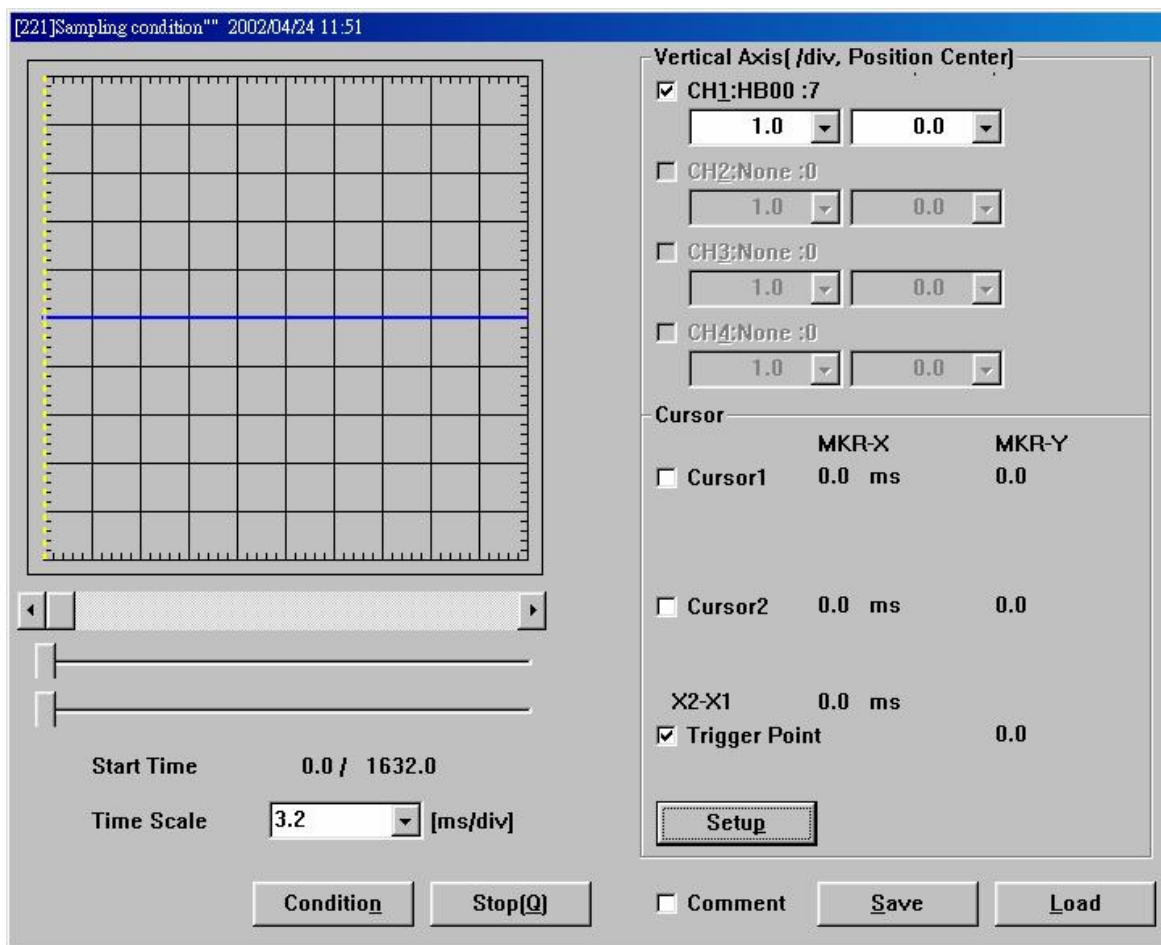 [221]Sampling condition"" 2002/04/24 11:51
Vertical Axis( /div, Position Center)
CH1:HB00 :7
1.0 0.0
CH2:None :0
1.0 0.0
CH3:None :0
1.0 0.0
CH4:None :0
1.0 0.0
Cursor
MKR-X MKR-Y
Cursor1 0.0 ms 0.0
Cursor2 0.0 ms 0.0
X2-X1 0.0 ms
Trigger Point 0.0
Setup
Start Time 0.0 / 1632.0
Time Scale 3.2 [ms/div]
Condition Stop(Q) Comment Save Load